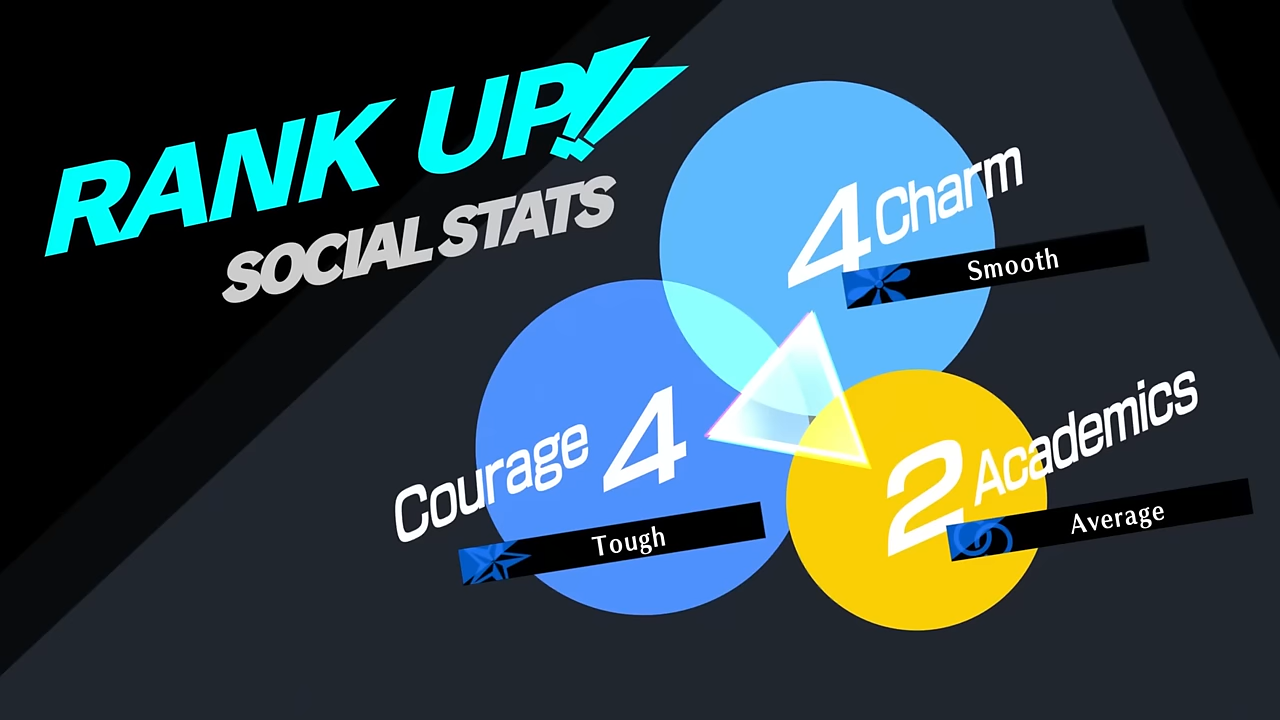 RANK UP!!
SOCIAL STATS
4 Charm
Smooth
Courage 4
Tough
2 Academics
Average